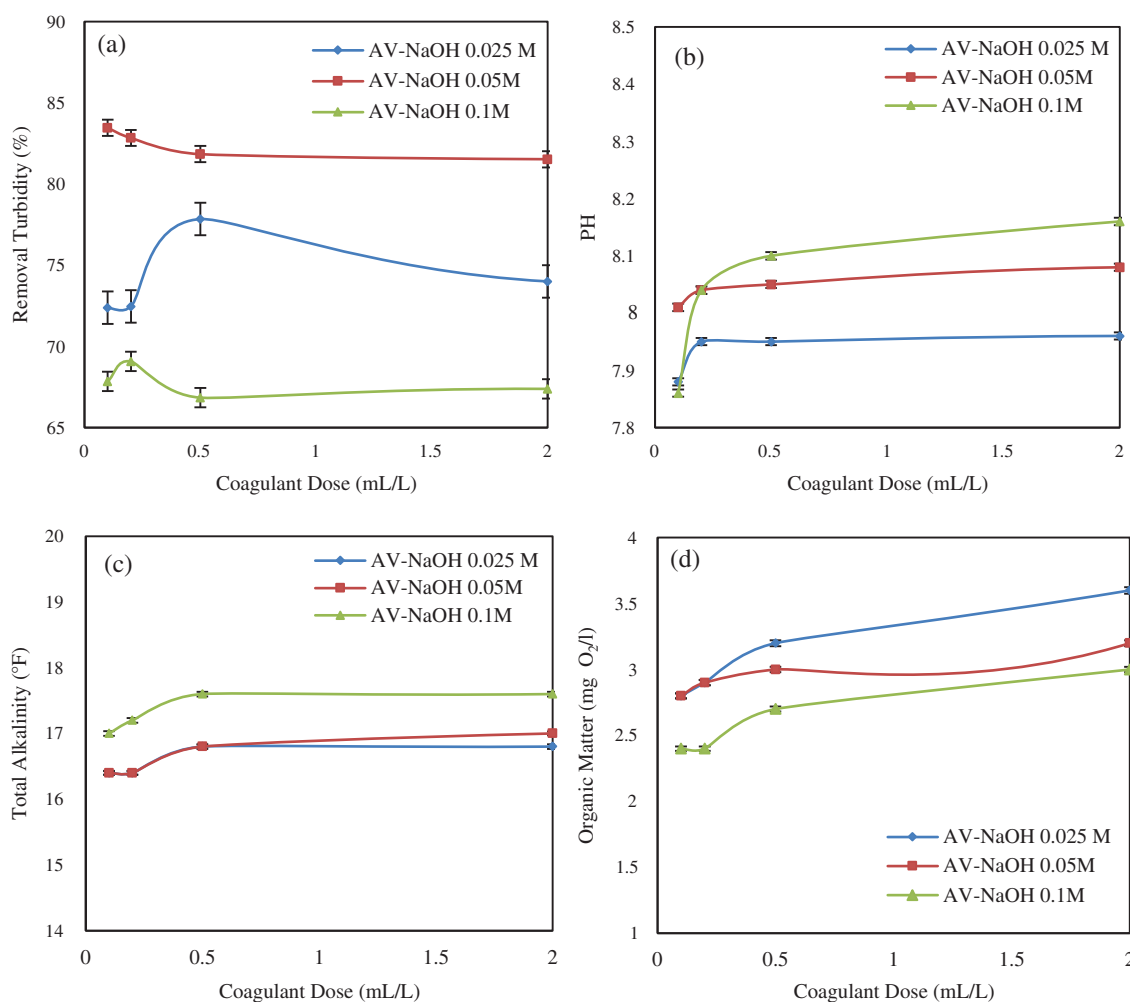 (a)
AV-NaOH 0.025 M
AV-NaOH 0.05M
AV-NaOH 0.1M
90
85
80
75
70
65
Removal Turbidity (%)
0
0.5
1
1.5
2
Coagulant Dose (mL/L)
(b)
AV-NaOH 0.025 M
AV-NaOH 0.05M
AV-NaOH 0.1M
8.5
8.4
8.3
8.2
8.1
8
7.9
7.8
PH
0
0.5
1
1.5
2
Coagulant Dose (mL/L)
(c)
AV-NaOH 0.025 M
AV-NaOH 0.05M
AV-NaOH 0.1M
20
19
18
17
16
15
14
Total Alkalinity (°F)
0
0.5
1
1.5
2
Coagulant Dose (mL/L)
(d)
4
3.5
3
2.5
2
1.5
1
Organic Matter (mg O₂/l)
AV-NaOH 0.025 M
AV-NaOH 0.05M
AV-NaOH 0.1M
0
0.5
1
1.5
2
Coagulant Dose (mL/L)